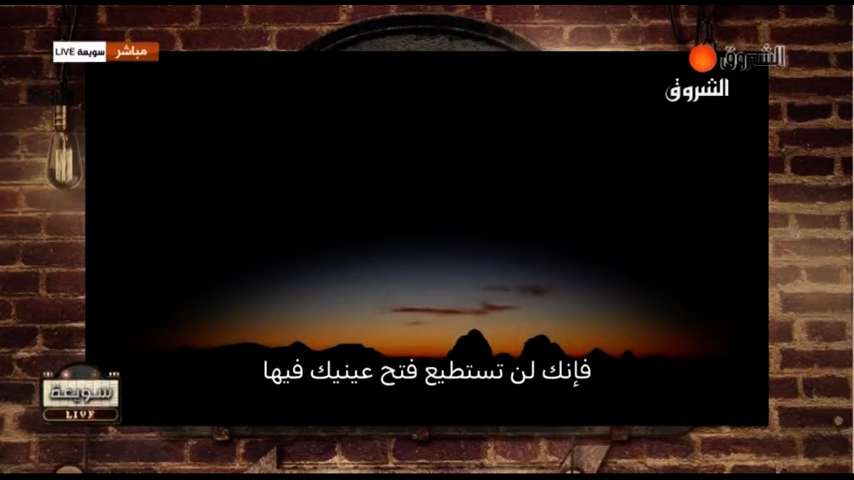 مباشر سويعة LIVE
الشروق
الشروق
فإنك لن تستطيع فتح عينيك فيها
سويعة
LIVE